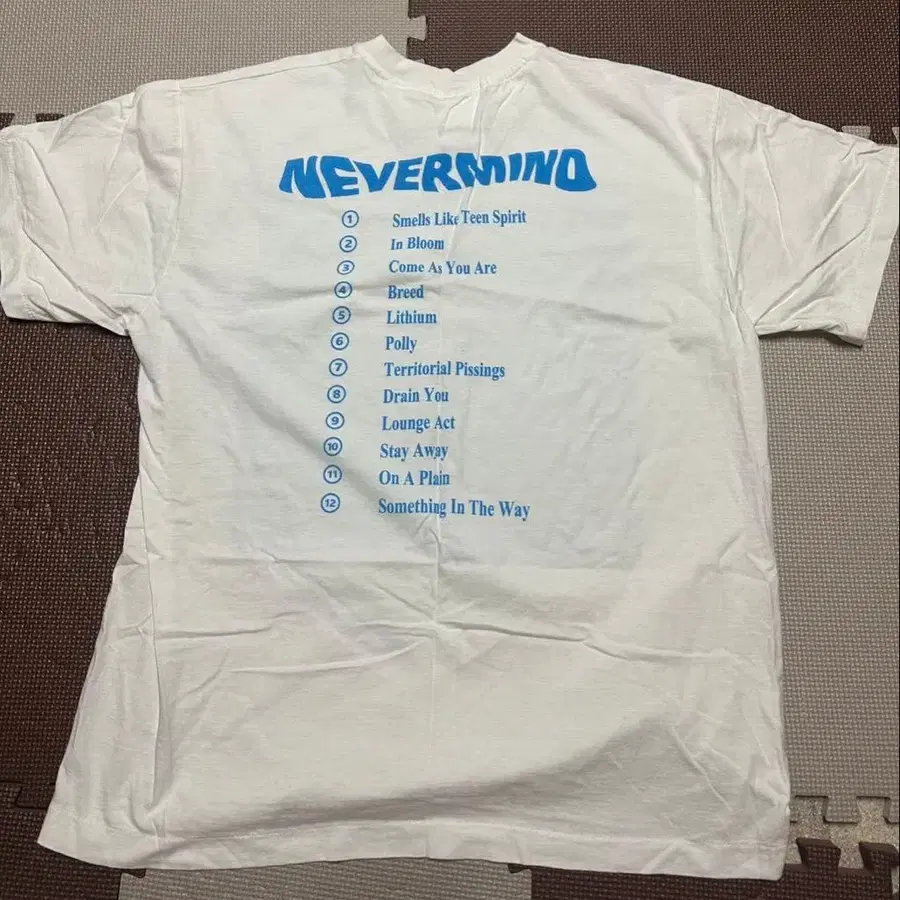 NEVERMIND
① Smells Like Teen Spirit
② In Bloom
③ Come As You Are
④ Breed
⑤ Lithium
⑥ Polly
⑦ Territorial Pissings
⑧ Drain You
⑨ Lounge Act
⑩ Stay Away
⑪ On A Plain
⑫ Something In The Way